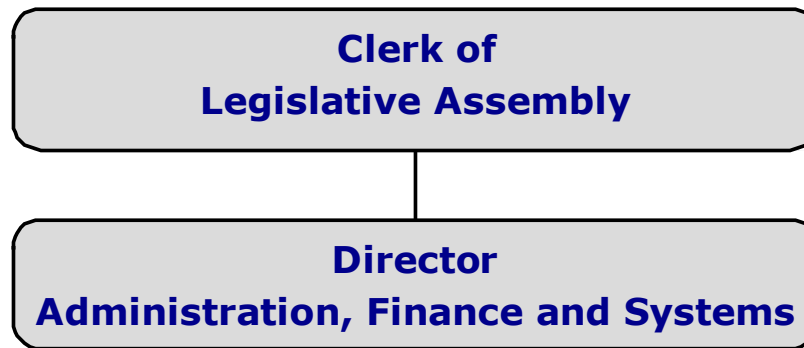 Clerk of
Legislative Assembly
Director
Administration, Finance and Systems